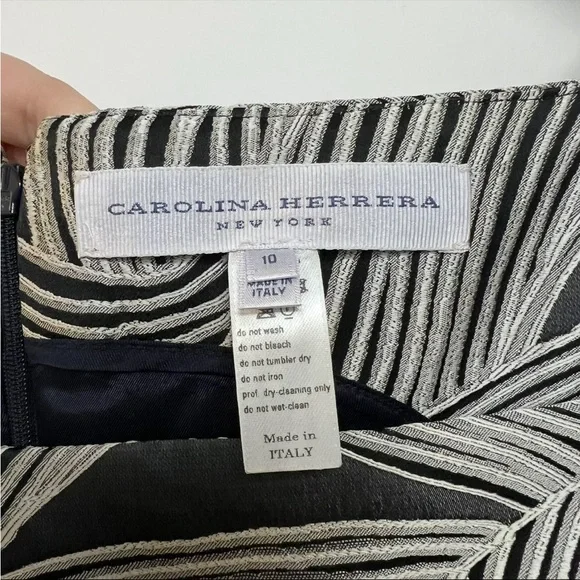 CAROLINA HERRERA
NEW YORK
10
MADE IN
ITALY
do not wash
do not bleach
do not tumbler dry
do not iron
prof. dry-cleaning only
do not wet-clean
Made in
ITALY